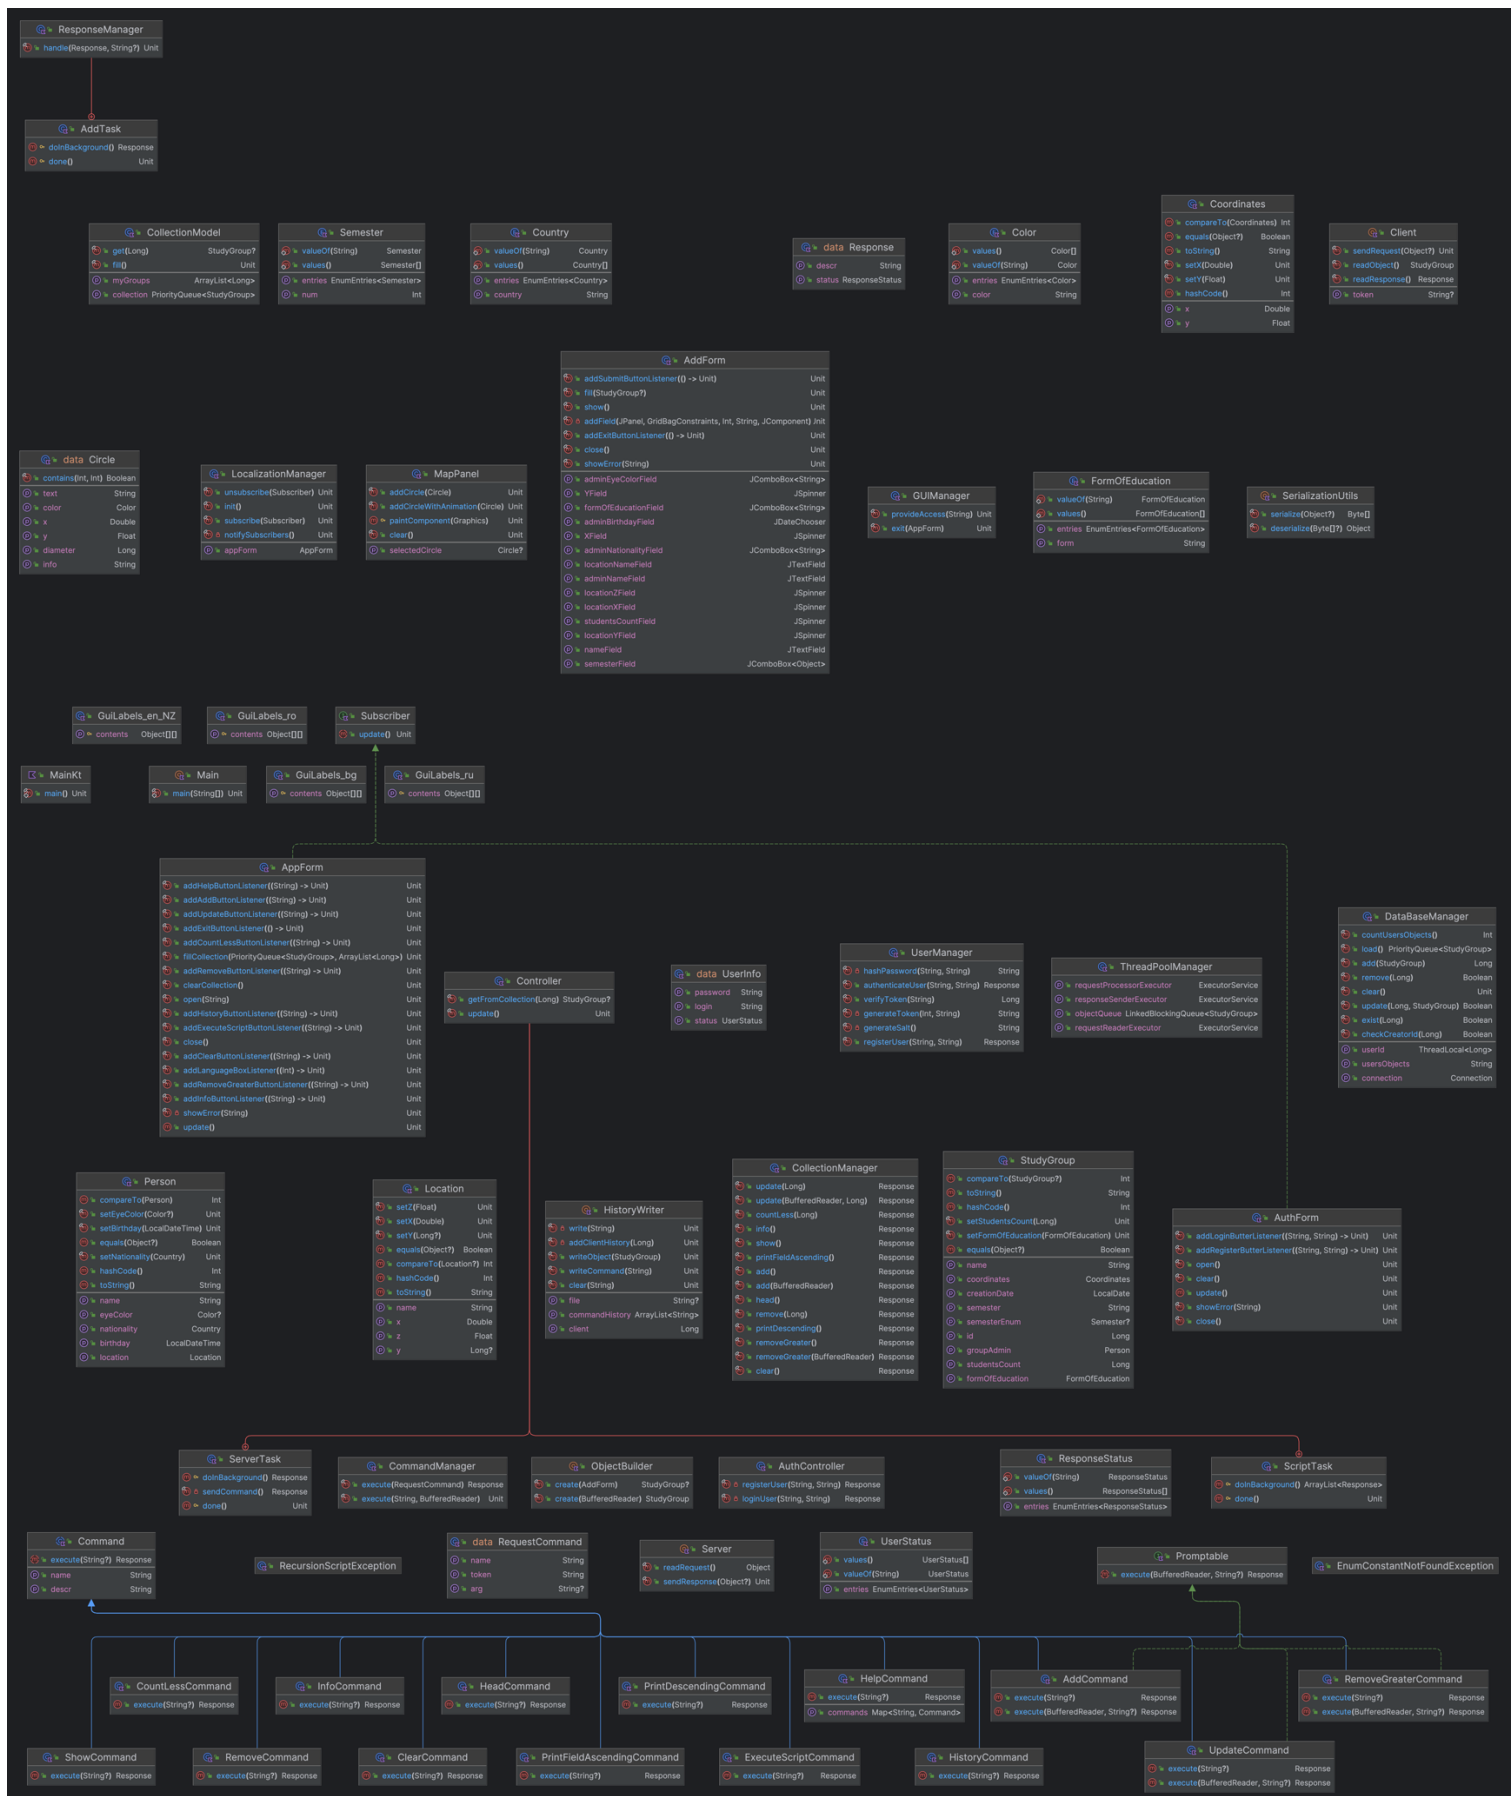 ResponseManager
handle(Response, String?) Unit
AddTask
doInBackground() Response
done() Unit
CollectionModel
get(Long) StudyGroup?
fill() Unit
myGroups ArrayList<Long>
collection PriorityQueue<StudyGroup>
Semester
valueOf(String) Semester
values() Semester[]
entries EnumEntries<Semester>
num Int
Country
valueOf(String) Country
values() Country[]
entries EnumEntries<Country>
country String
data Response
descr String
status ResponseStatus
Color
values() Color[]
valueOf(String) Color
entries EnumEntries<Color>
color String
Coordinates
compareTo(Coordinates) Int
equals(Object?) Boolean
toString() String
setX(Double) Unit
setY(Float) Unit
hashCode() Int
x Double
y Float
Client
sendRequest(Object?) Unit
readObject() StudyGroup
readResponse() Response
token String?
AddForm
addSubmitButtonListener(() -> Unit) Unit
fill(StudyGroup?) Unit
show() Unit
addField(JPanel, GridBagConstraints, Int, String, JComponent) Unit
addExitButtonListener(() -> Unit) Unit
close() Unit
showError(String) Unit
adminEyeColorField JComboBox<String>
YField JSpinner
formOfEducationField JComboBox<String>
adminBirthdayField JDateChooser
XField JSpinner
adminNationalityField JComboBox<String>
locationNameField JTextField
adminNameField JTextField
locationZField JSpinner
locationXField JSpinner
studentsCountField JSpinner
locationYField JSpinner
nameField JTextField
semesterField JComboBox<Object>
data Circle
contains(Int, Int) Boolean
text String
color Color
x Double
y Float
diameter Long
info String
LocalizationManager
unsubscribe(Subscriber) Unit
init() Unit
subscribe(Subscriber) Unit
notifySubscribers() Unit
appForm AppForm
MapPanel
addCircle(Circle) Unit
addCircleWithAnimation(Circle) Unit
paintComponent(Graphics) Unit
clear() Unit
selectedCircle Circle?
GUIManager
provideAccess(String) Unit
exit(AppForm) Unit
FormOfEducation
valueOf(String) FormOfEducation
values() FormOfEducation[]
entries EnumEntries<FormOfEducation>
form String
SerializationUtils
serialize(Object?) Byte[]
deserialize(Byte[]?) Object
GuiLabels_en_NZ
contents Object[][]
GuiLabels_ro
contents Object[][]
Subscriber
update() Unit
MainKt
main() Unit
Main
main(String[]) Unit
GuiLabels_bg
contents Object[][]
GuiLabels_ru
contents Object[][]
AppForm
addHelpButtonListener((String) -> Unit) Unit
addAddButtonListener((String) -> Unit) Unit
addUpdateButtonListener((String) -> Unit) Unit
addExitButtonListener(() -> Unit) Unit
addCountLessButtonListener((String) -> Unit) Unit
fillCollection(PriorityQueue<StudyGroup>, ArrayList<Long>) Unit
addRemoveButtonListener((String) -> Unit) Unit
clearCollection() Unit
open(String) Unit
addHistoryButtonListener((String) -> Unit) Unit
addExecuteScriptButtonListener((String) -> Unit) Unit
close() Unit
addClearButtonListener((String) -> Unit) Unit
addLanguageBoxListener((Int) -> Unit) Unit
addRemoveGreaterButtonListener((String) -> Unit) Unit
addInfoButtonListener((String) -> Unit) Unit
showError(String) Unit
update() Unit
Controller
getFromCollection(Long) StudyGroup?
update() Unit
data UserInfo
password String
login String
status UserStatus
UserManager
hashPassword(String, String) String
authenticateUser(String, String) Response
verifyToken(String) Long
generateToken(Int, String) String
generateSalt() String
registerUser(String, String) Response
ThreadPoolManager
requestProcessorExecutor ExecutorService
responseSenderExecutor ExecutorService
objectQueue LinkedBlockingQueue<StudyGroup>
requestReaderExecutor ExecutorService
DataBaseManager
countUsersObjects() Int
load() PriorityQueue<StudyGroup>
add(StudyGroup) Long
remove(Long) Boolean
clear() Unit
update(Long, StudyGroup) Boolean
exist(Long) Boolean
checkCreatorId(Long) Boolean
userId ThreadLocal<Long>
usersObjects String
connection Connection
Person
compareTo(Person) Int
setEyeColor(Color?) Unit
setBirthday(LocalDateTime) Unit
equals(Object?) Boolean
setNationality(Country) Unit
hashCode() Int
toString() String
name String
eyeColor Color?
nationality Country
birthday LocalDateTime
location Location
Location
setZ(Float) Unit
setX(Double) Unit
setY(Long?) Unit
equals(Object?) Boolean
compareTo(Location?) Int
hashCode() Int
toString() String
name String
x Double
z Float
y Long?
HistoryWriter
write(String) Unit
addClientHistory(Long) Unit
writeObject(StudyGroup) Unit
writeCommand(String) Unit
clear(String) Unit
file String?
commandHistory ArrayList<String>
client Long
CollectionManager
update(Long) Response
update(BufferedReader, Long) Response
countLess(Long) Response
info() Response
show() Response
printFieldAscending() Response
add() Response
add(BufferedReader) Response
head() Response
remove(Long) Response
printDescending() Response
removeGreater() Response
removeGreater(BufferedReader) Response
clear() Response
StudyGroup
compareTo(StudyGroup?) Int
toString() String
hashCode() Int
setStudentsCount(Long) Unit
setFormOfEducation(FormOfEducation) Unit
equals(Object?) Boolean
name String
coordinates Coordinates
creationDate LocalDate
semester String
semesterEnum Semester?
id Long
groupAdmin Person
studentsCount Long
formOfEducation FormOfEducation
AuthForm
addLoginButterListener((String, String) -> Unit) Unit
addRegisterButterListener((String, String) -> Unit) Unit
open() Unit
clear() Unit
update() Unit
showError(String) Unit
close() Unit
ServerTask
doInBackground() Response
sendCommand() Response
done() Unit
CommandManager
execute(RequestCommand) Response
execute(String, BufferedReader) Unit
ObjectBuilder
create(AddForm) StudyGroup?
create(BufferedReader) StudyGroup
AuthController
registerUser(String, String) Response
loginUser(String, String) Response
ResponseStatus
valueOf(String) ResponseStatus
values() ResponseStatus[]
entries EnumEntries<ResponseStatus>
ScriptTask
doInBackground() ArrayList<Response>
done() Unit
Command
execute(String?) Response
name String
descr String
RecursionScriptException
data RequestCommand
name String
token String
arg String?
Server
readRequest() Object
sendResponse(Object?) Unit
UserStatus
values() UserStatus[]
valueOf(String) UserStatus
entries EnumEntries<UserStatus>
Promptable
execute(BufferedReader, String?) Response
EnumConstantNotFoundException
CountLessCommand
execute(String?) Response
InfoCommand
execute(String?) Response
HeadCommand
execute(String?) Response
PrintDescendingCommand
execute(String?) Response
HelpCommand
execute(String?) Response
commands Map<String, Command>
AddCommand
execute(String?) Response
execute(BufferedReader, String?) Response
RemoveGreaterCommand
execute(String?) Response
execute(BufferedReader, String?) Response
ShowCommand
execute(String?) Response
RemoveCommand
execute(String?) Response
ClearCommand
execute(String?) Response
PrintFieldAscendingCommand
execute(String?) Response
ExecuteScriptCommand
execute(String?) Response
HistoryCommand
execute(String?) Response
UpdateCommand
execute(String?) Response
execute(BufferedReader, String?) Response